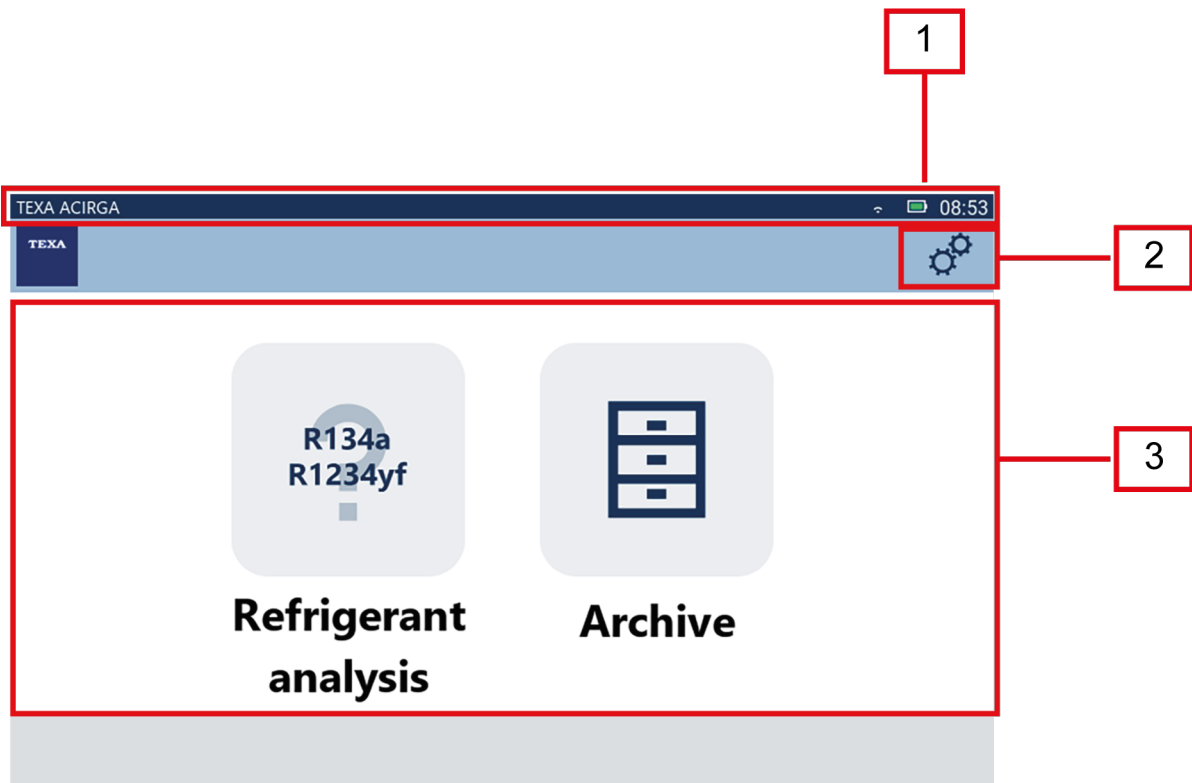 1
TEXA ACIRGA 08:53
TEXA
2
R134a
R1234yf
3
Refrigerant
analysis
Archive